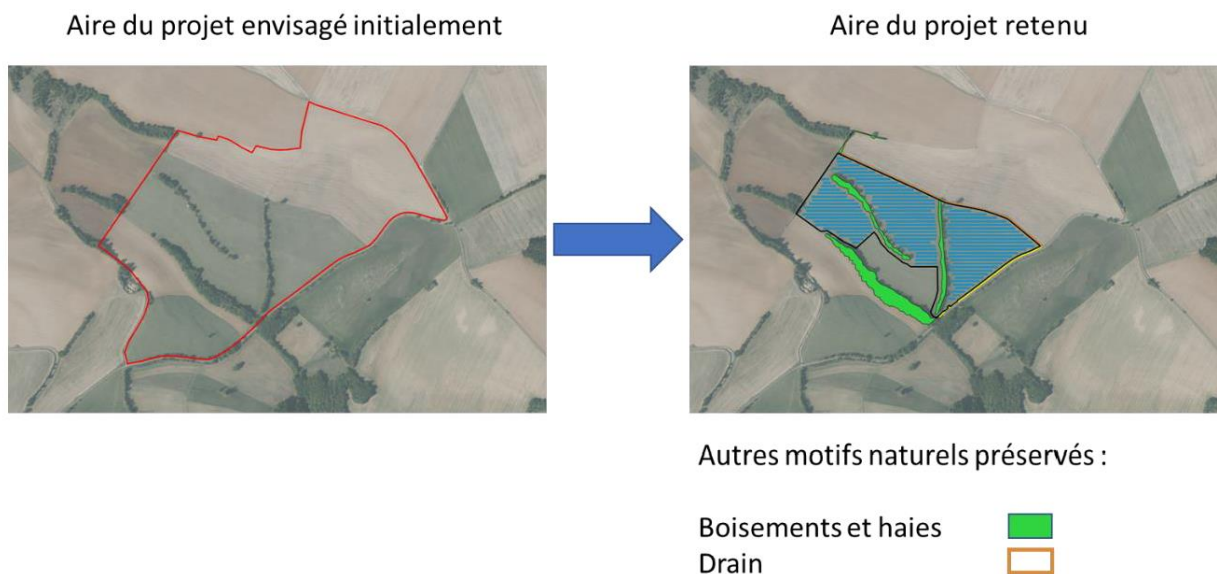 Aire du projet envisagé initialement
Aire du projet retenu
Autres motifs naturels préservés :
Boisements et haies
Drain